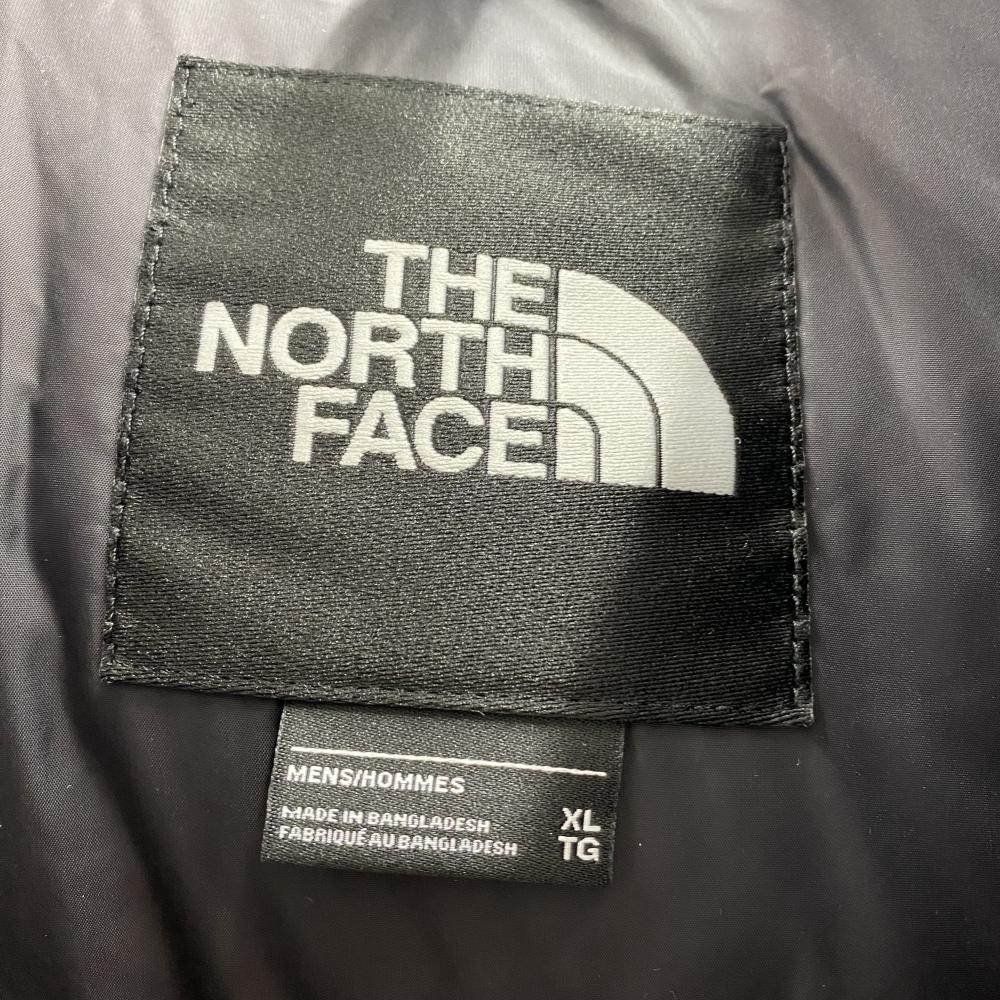 THE
NORTH
FACE
MENS/HOMMES
MADE IN BANGLADESH XL
FABRIQUÉ AU BANGLADESH TG